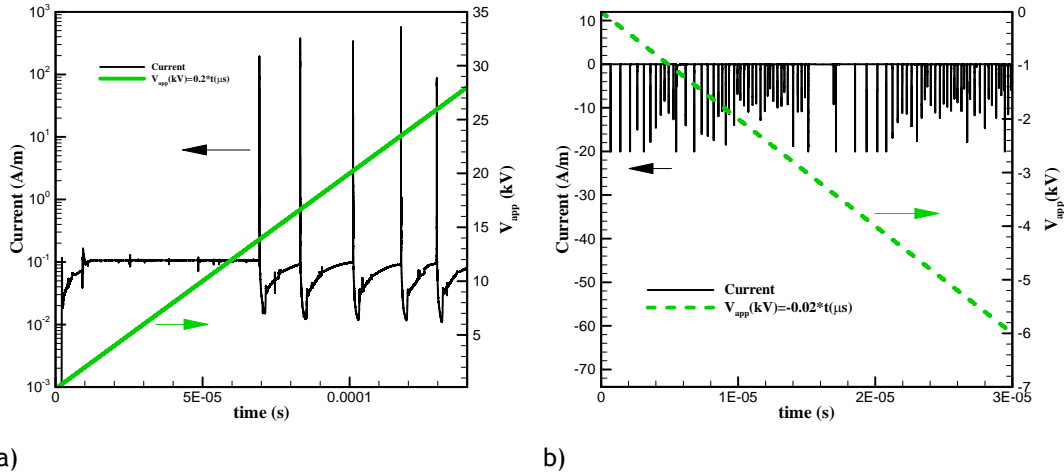 10³
10²
10¹
10⁰
10⁻¹
10⁻²
10⁻³
Current (A/m)
35
30
25
20
15
10
5
V_app (kV)
0
5E-05
0.0001
time (s)
Current
V_app(kV)=0.2*t(μs)
a)
10
0
-10
-20
-30
-40
-50
-60
-70
Current (A/m)
0
-1
-2
-3
-4
-5
-6
-7
V_app(kV)
0
1E-05
2E-05
3E-05
time (s)
Current
V_app(kV)=-0.02*t(μs)
b)